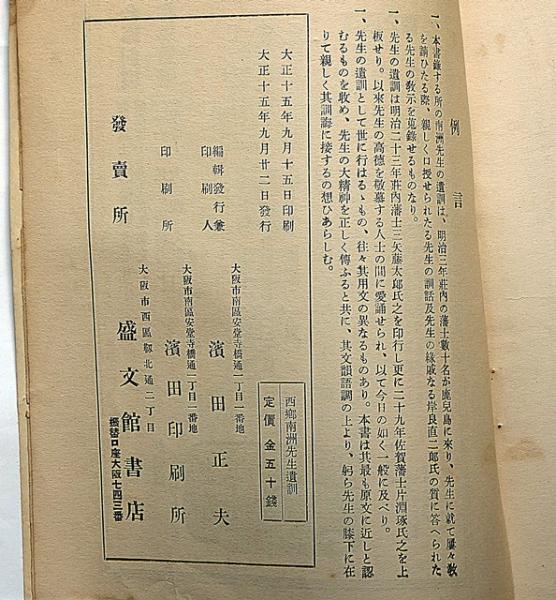 例言
一、本書錄する所の南洲先生の遺訓は、明治三年莊內の藩士數十名が鹿兒島に來り、先生に就て屢々敎
を請ひたる際、親しく口授せられたる先生の訓話及先生の緣戚なる岸良直二郞氏の質に答へられた
る先生の敎示を蒐錄せるものなり。
一、先生の遺訓は明治二十三年莊內藩士三矢藤太郞氏之を印行し更に二十九年佐賀藩士片淵琢氏之を上
板せり。以來先生の高德を敬慕する人士の間に愛誦せられ、以て今日の如く一般に及べり。
一、先生の遺訓として世に行はるゝもの、往々其用文の異なるものあり。本書は其最も原文に近しと認
むるものを收め、先生の大精神を正しく傳ふると共に、其文韻語調の上より、躬ら先生の膝下に在
りて親しく其訓誨に接するの想ひあらしむ。
西鄕南洲先生遺訓
定價 金五十錢
大正十五年九月十五日印刷
大正十五年九月廿二日發行
大阪市南區安堂寺橋通一丁目一番地
編輯發行兼印刷人 濱田正夫
大阪市南區安堂寺橋通一丁目一番地
印刷所 濱田印刷所
大阪市西區靱北通二丁目
發賣所 盛文館書店
振替口座大阪七四三番